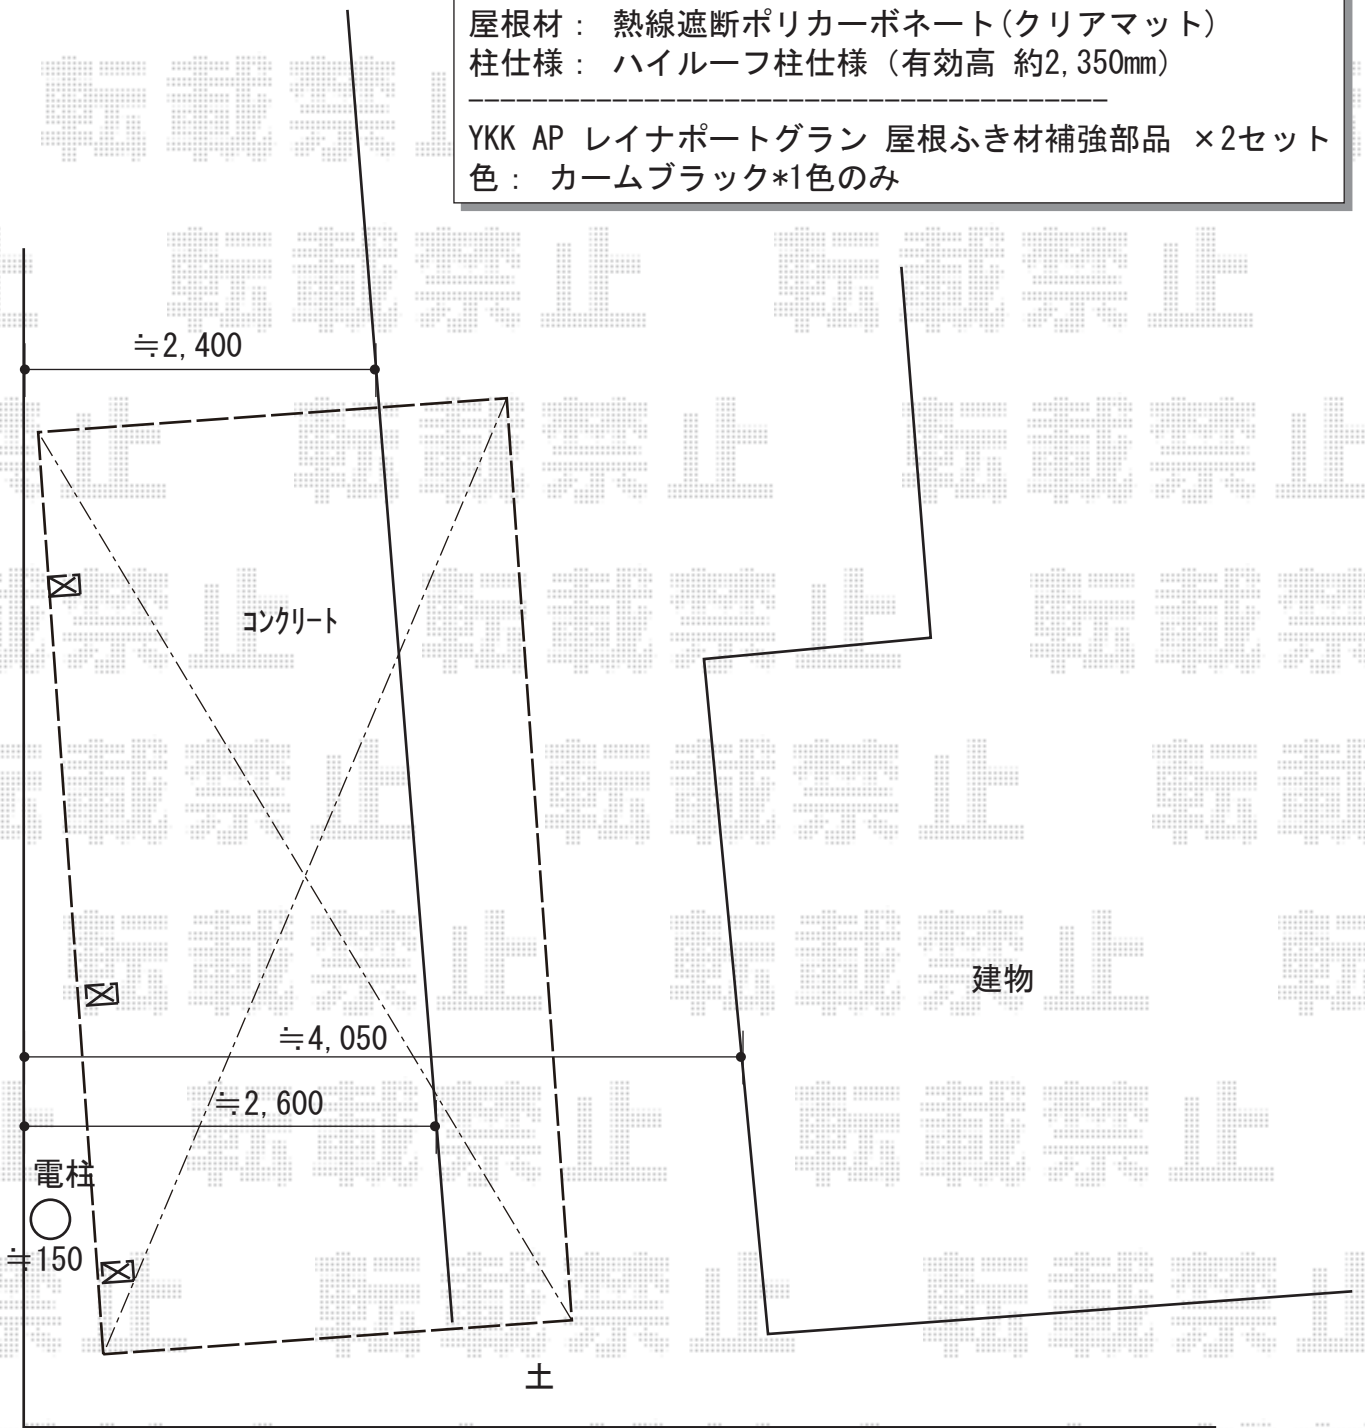 屋根材： 熱線遮断ポリカーボネート(クリアマット)
柱仕様： ハイルーフ柱仕様（有効高 約2,350mm）
----------------------------------------
YKK AP レイナポートグラン 屋根ふき材補強部品 ×2セット
色： カームブラック*1色のみ
≒2,400
コンクリート
建物
≒4,050
≒2,600
電柱
≒150
土
転載禁止